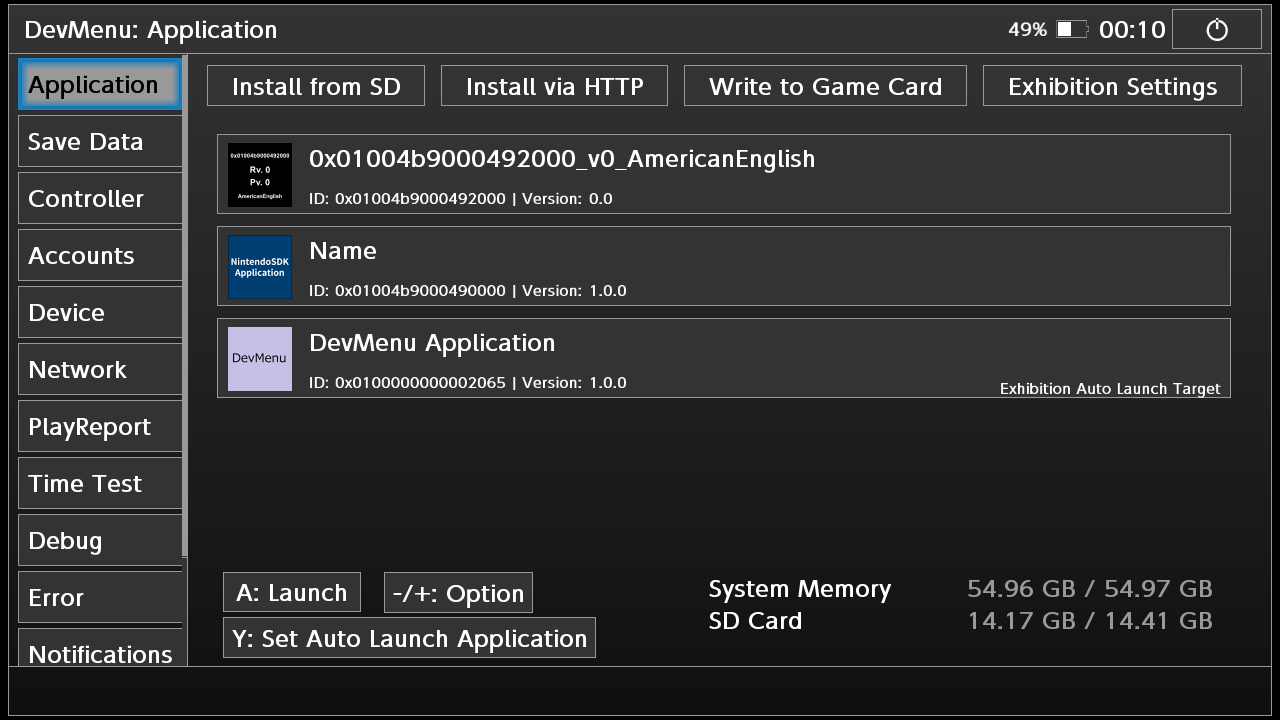 DevMenu: Application
49%
00:10
Application
Save Data
Controller
Accounts
Device
Network
PlayReport
Time Test
Debug
Error
Notifications
Install from SD
Install via HTTP
Write to Game Card
Exhibition Settings
0x01004b9000492000
Rv. 0
Pv. 0
AmericanEnglish
0x01004b9000492000_v0_AmericanEnglish
ID: 0x01004b9000492000 | Version: 0.0
NintendoSDK
Application
Name
ID: 0x01004b9000490000 | Version: 1.0.0
DevMenu
DevMenu Application
ID: 0x0100000000002065 | Version: 1.0.0
Exhibition Auto Launch Target
A: Launch
-/+: Option
Y: Set Auto Launch Application
System Memory 54.96 GB / 54.97 GB
SD Card 14.17 GB / 14.41 GB